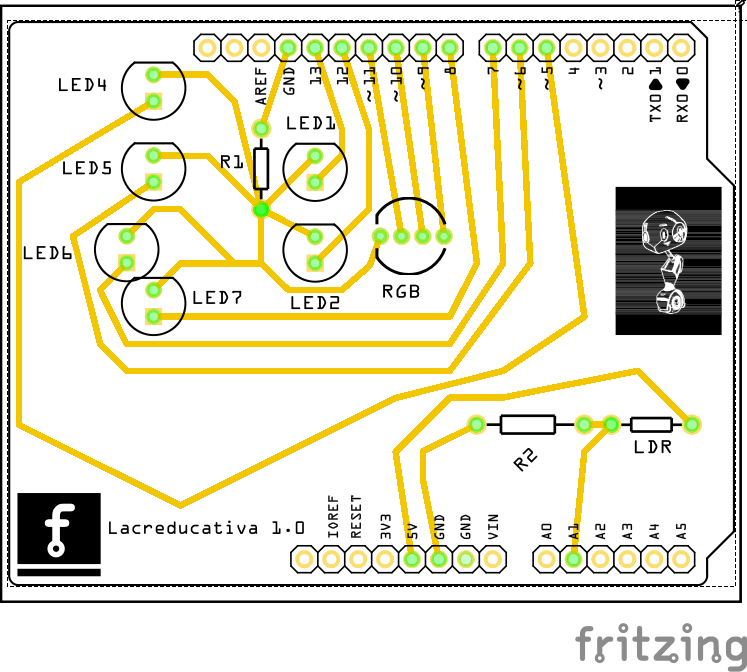 AREF GND 13 12 ~11 ~10 ~9 8 7 ~6 ~5 4 ~3 2 TX0 1 RX0 0
LED4
LED1
R1
LED5
LED6
LED7
LED2
RGB
R2
LDR
Lacreducativa 1.0
IOREF RESET 3V3 5V GND GND VIN A0 A1 A2 A3 A4 A5
fritzing